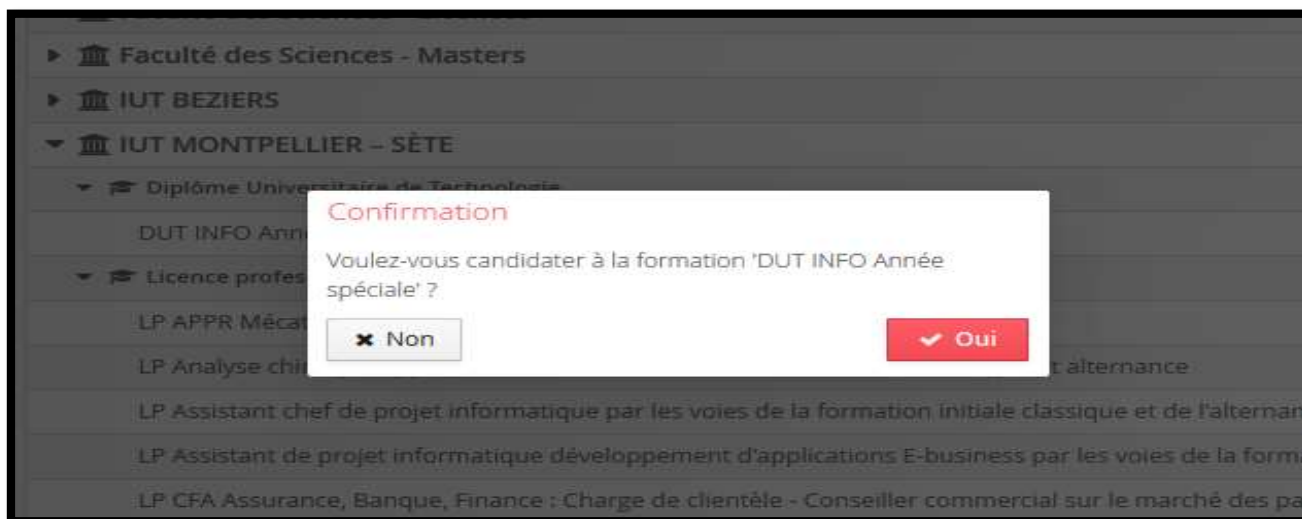 Faculté des Sciences - Masters
IUT BEZIERS
IUT MONTPELLIER – SÈTE
Diplôme Universitaire de Technologie
DUT INFO Ann
Confirmation
Voulez-vous candidater à la formation 'DUT INFO Année
spéciale' ?
Non
Oui
Licence profes
LP APPR Mécat
LP Analyse chi
t alternance
LP Assistant chef de projet informatique par les voies de la formation initiale classique et de l'alternan
LP Assistant de projet informatique développement d'applications E-business par les voies de la form
LP CFA Assurance, Banque, Finance : Charge de clientèle - Conseiller commercial sur le marché des pa